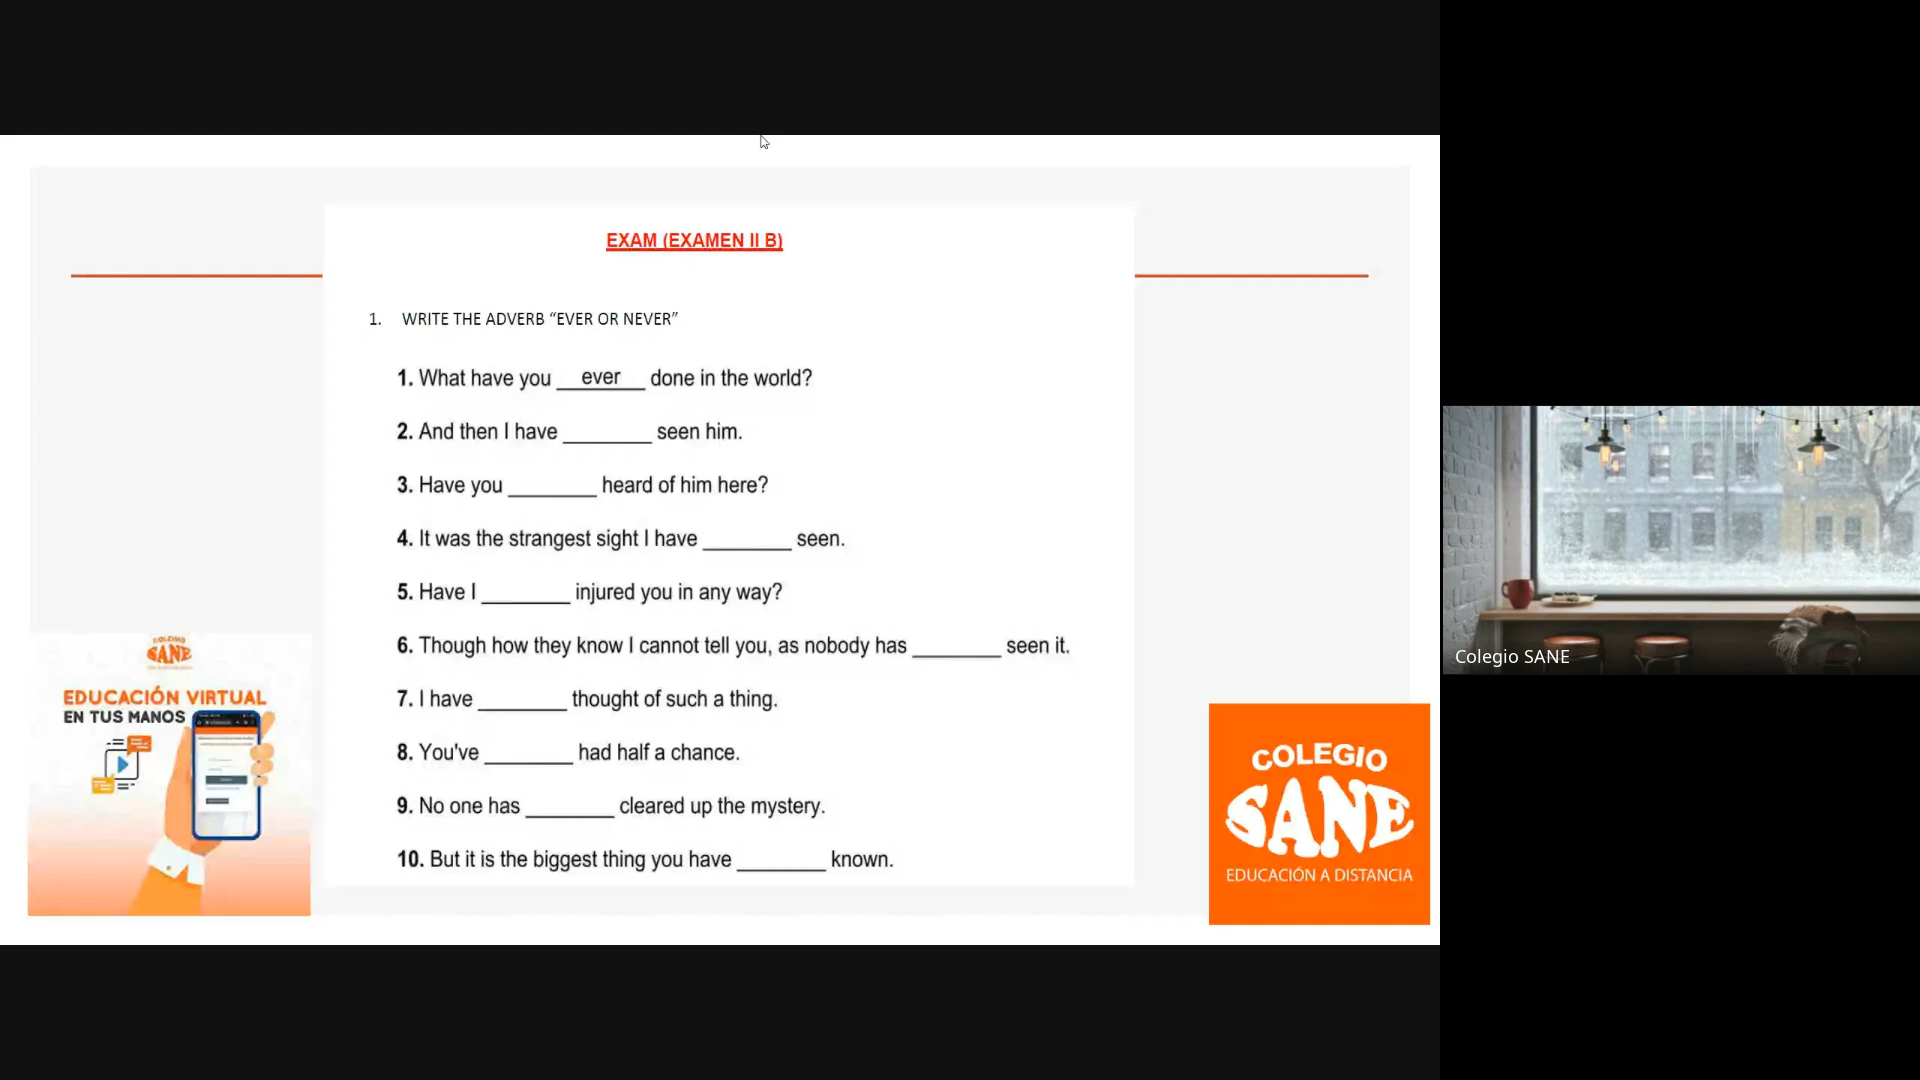 EXAM (EXAMEN II B)
1. WRITE THE ADVERB “EVER OR NEVER”
1. What have you ever done in the world?
2. And then I have ________ seen him.
3. Have you ________ heard of him here?
4. It was the strangest sight I have ________ seen.
5. Have I ________ injured you in any way?
6. Though how they know I cannot tell you, as nobody has ________ seen it.
7. I have ________ thought of such a thing.
8. You've ________ had half a chance.
9. No one has ________ cleared up the mystery.
10. But it is the biggest thing you have ________ known.
COLEGIO
SANE
EDUCACIÓN VIRTUAL
EN TUS MANOS
COLEGIO
SANE
EDUCACIÓN A DISTANCIA
Colegio SANE